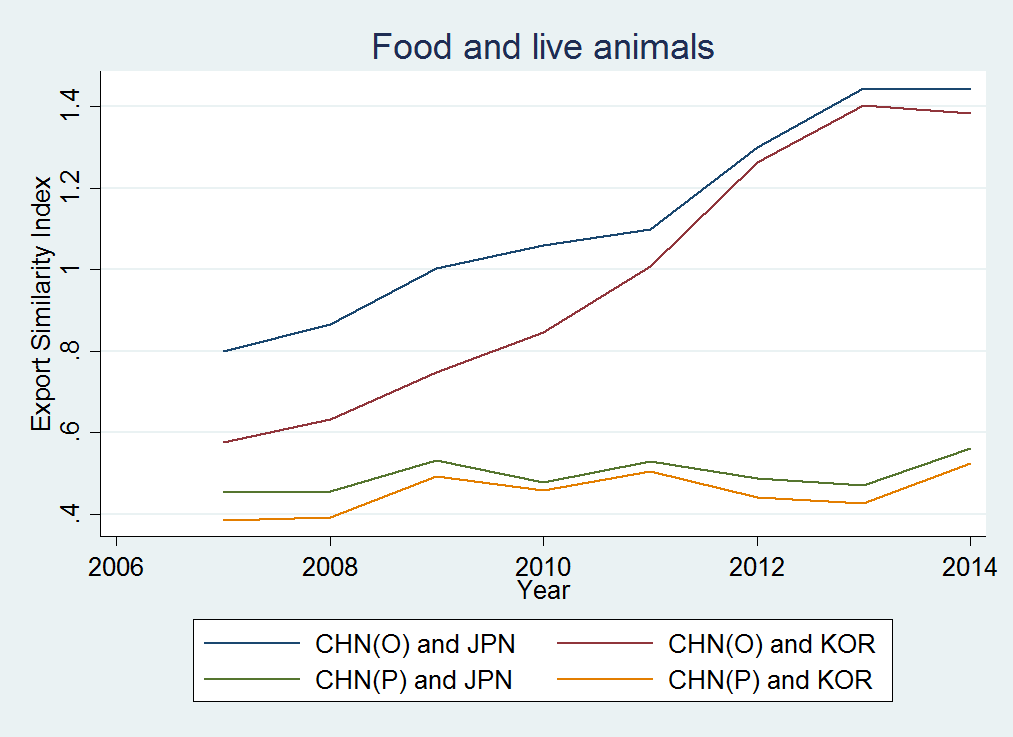 Food and live animals
Export Similarity Index
1.4
1.2
1
.8
.6
.4
2006 2008 2010 2012 2014
Year
CHN(O) and JPN CHN(O) and KOR
CHN(P) and JPN CHN(P) and KOR